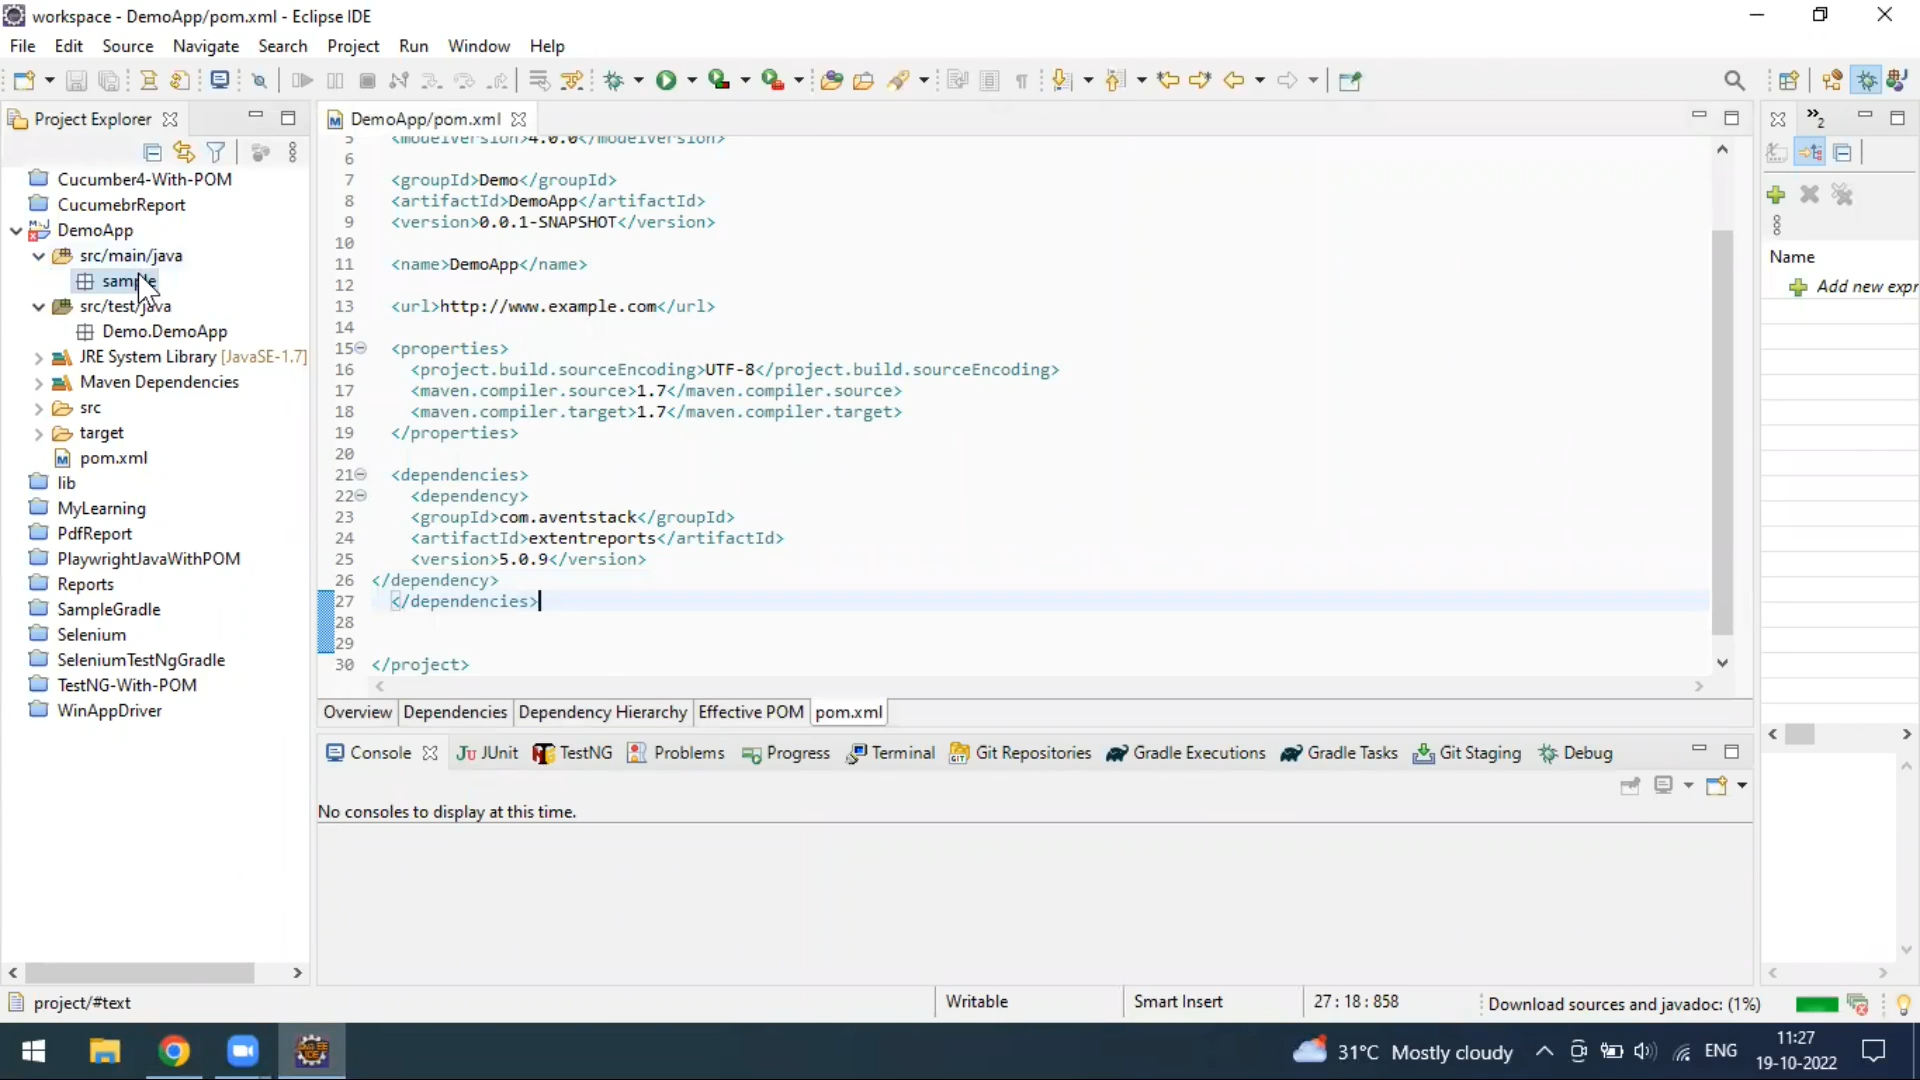 workspace - DemoApp/pom.xml - Eclipse IDE
File Edit Source Navigate Search Project Run Window Help
Project Explorer
DemoApp/pom.xml
2
Cucumber4-With-POM
CucumebrReport
DemoApp
src/main/java
sample
src/test/java
Demo.DemoApp
JRE System Library [JavaSE-1.7]
Maven Dependencies
src
target
pom.xml
lib
MyLearning
PdfReport
PlaywrightJavaWithPOM
Reports
SampleGradle
Selenium
SeleniumTestNgGradle
TestNG-With-POM
WinAppDriver
5 <modelVersion>4.0.0</modelVersion>
6
7 <groupId>Demo</groupId>
8 <artifactId>DemoApp</artifactId>
9 <version>0.0.1-SNAPSHOT</version>
10
11 <name>DemoApp</name>
12
13 <url>http://www.example.com</url>
14
15 <properties>
16 <project.build.sourceEncoding>UTF-8</project.build.sourceEncoding>
17 <maven.compiler.source>1.7</maven.compiler.source>
18 <maven.compiler.target>1.7</maven.compiler.target>
19 </properties>
20
21 <dependencies>
22 <dependency>
23 <groupId>com.aventstack</groupId>
24 <artifactId>extentreports</artifactId>
25 <version>5.0.9</version>
26 </dependency>
27 </dependencies>
28
29
30 </project>
Overview Dependencies Dependency Hierarchy Effective POM pom.xml
Name
Add new expr
Console JUnit TestNG Problems Progress Terminal Git Repositories Gradle Executions Gradle Tasks Git Staging Debug
No consoles to display at this time.
project/#text Writable Smart Insert 27 : 18 : 858 Download sources and javadoc: (1%)
31°C Mostly cloudy ENG
11:27
19-10-2022